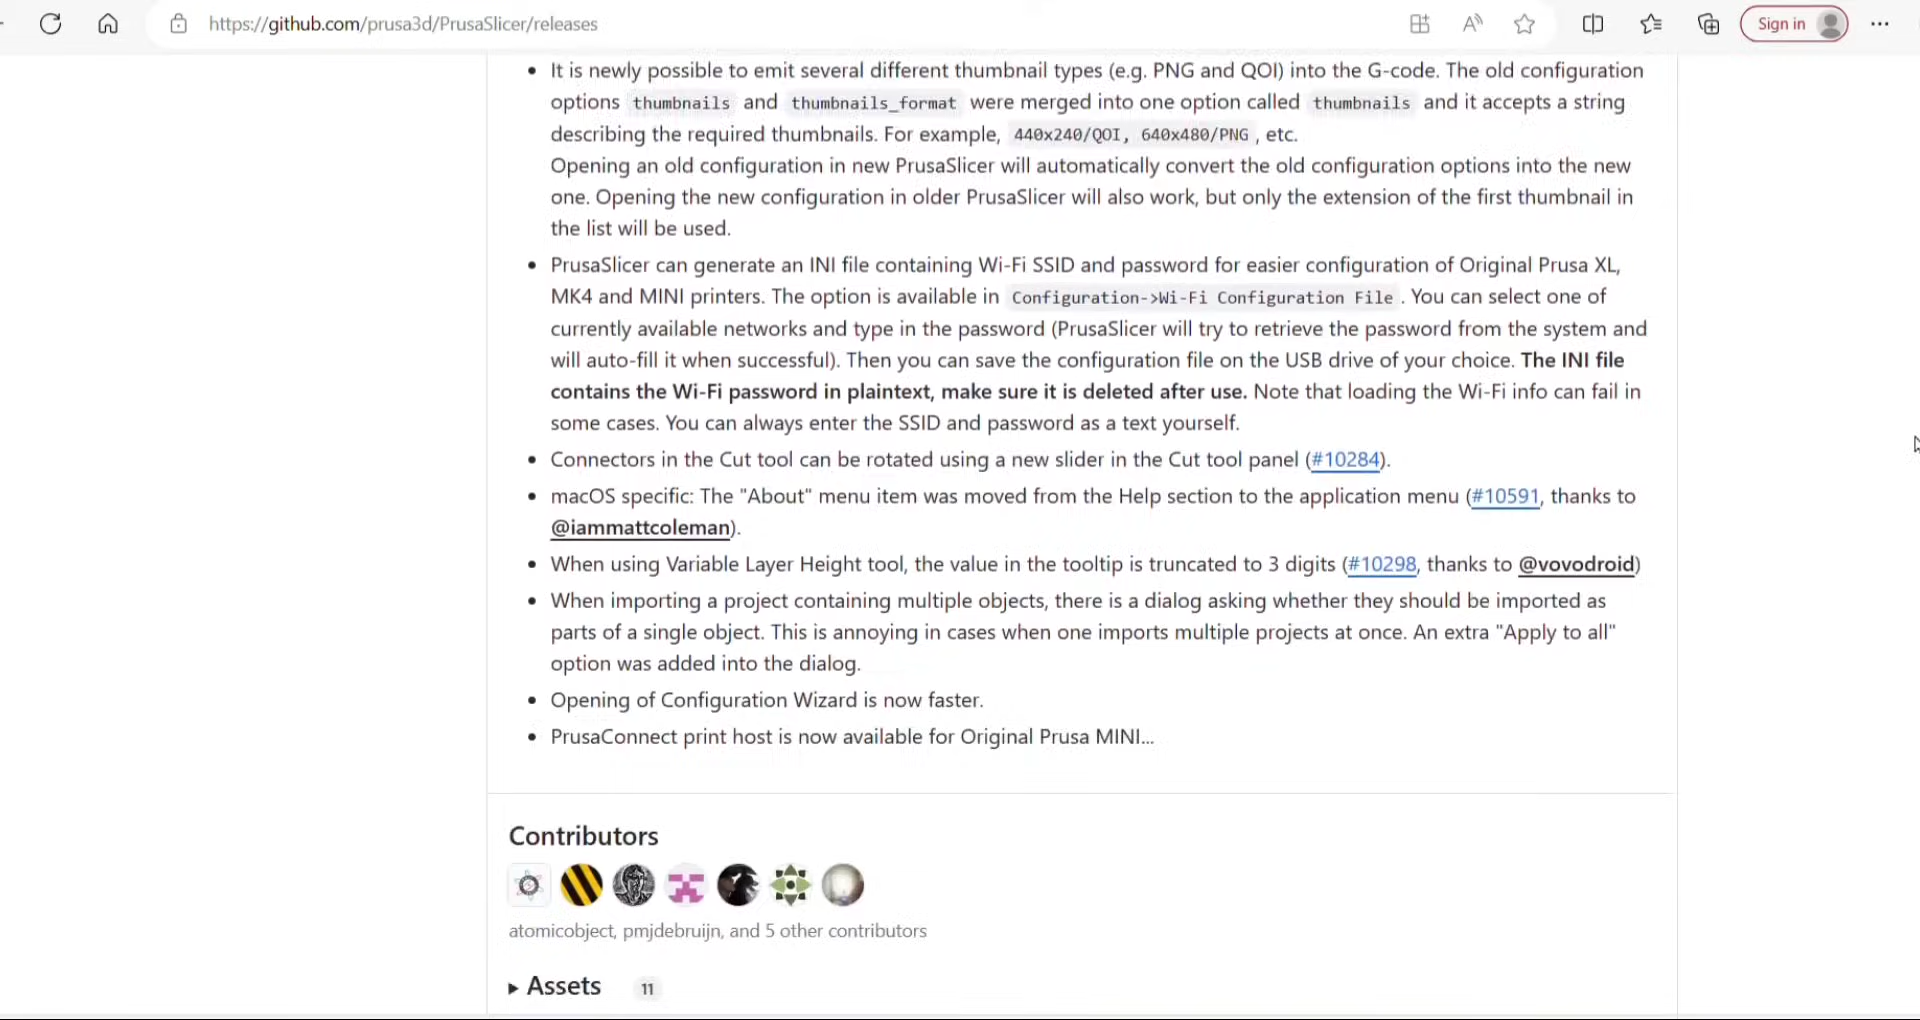 https://github.com/prusa3d/PrusaSlicer/releases
Sign in
It is newly possible to emit several different thumbnail types (e.g. PNG and QOI) into the G-code. The old configuration
options thumbnails and thumbnails_format were merged into one option called thumbnails and it accepts a string
describing the required thumbnails. For example, 440x240/QOI, 640x480/PNG , etc.
Opening an old configuration in new PrusaSlicer will automatically convert the old configuration options into the new
one. Opening the new configuration in older PrusaSlicer will also work, but only the extension of the first thumbnail in
the list will be used.
PrusaSlicer can generate an INI file containing Wi-Fi SSID and password for easier configuration of Original Prusa XL,
MK4 and MINI printers. The option is available in Configuration->Wi-Fi Configuration File . You can select one of
currently available networks and type in the password (PrusaSlicer will try to retrieve the password from the system and
will auto-fill it when successful). Then you can save the configuration file on the USB drive of your choice. The INI file
contains the Wi-Fi password in plaintext, make sure it is deleted after use. Note that loading the Wi-Fi info can fail in
some cases. You can always enter the SSID and password as a text yourself.
Connectors in the Cut tool can be rotated using a new slider in the Cut tool panel (#10284).
macOS specific: The "About" menu item was moved from the Help section to the application menu (#10591, thanks to
@iammattcoleman).
When using Variable Layer Height tool, the value in the tooltip is truncated to 3 digits (#10298, thanks to @vovodroid)
When importing a project containing multiple objects, there is a dialog asking whether they should be imported as
parts of a single object. This is annoying in cases when one imports multiple projects at once. An extra "Apply to all"
option was added into the dialog.
Opening of Configuration Wizard is now faster.
PrusaConnect print host is now available for Original Prusa MINI...
Contributors
atomicobject, pmjdebruijn, and 5 other contributors
Assets 11